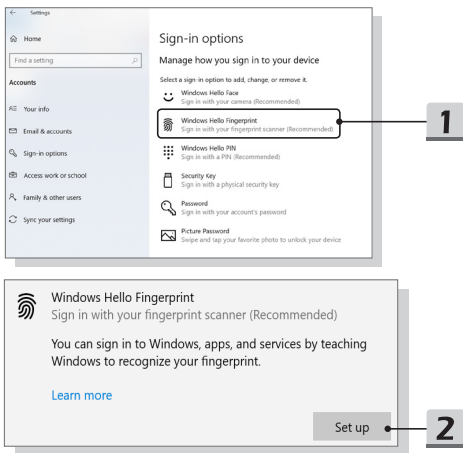 Settings
Home
Sign-in options
Find a setting
Manage how you sign in to your device
Accounts
Select a sign-in option to add, change, or remove it.
Windows Hello Face
Sign in with your camera (Recommended)
Your info
Windows Hello Fingerprint
Sign in with your fingerprint scanner (Recommended)
1
Email & accounts
Windows Hello PIN
Sign in with a PIN (Recommended)
Sign-in options
Security Key
Sign in with a physical security key
Access work or school
Password
Sign in with your account's password
Family & other users
Picture Password
Swipe and tap your favorite photo to unlock your device
Sync your settings
Windows Hello Fingerprint
Sign in with your fingerprint scanner (Recommended)
You can sign in to Windows, apps, and services by teaching
Windows to recognize your fingerprint.
Learn more
Set up
2